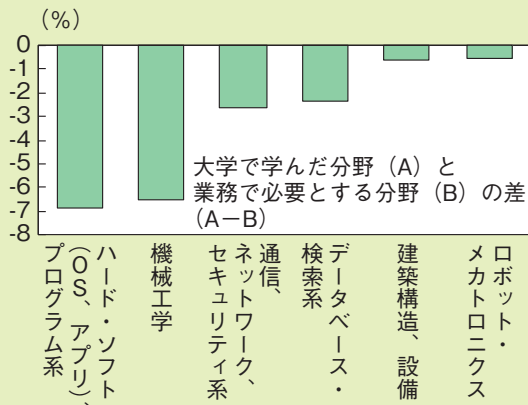 （%）
0
-1
-2
-3
-4
-5
-6
-7
-8
大学で学んだ分野（A）と
業務で必要とする分野（B）の差
（A－B）
ハード・ソフト
（OS、アプリ）、
プログラム系
機械工学
通信、
ネットワーク、
セキュリティ系
データベース・
検索系
建築構造、設備
ロボット・
メカトロニクス